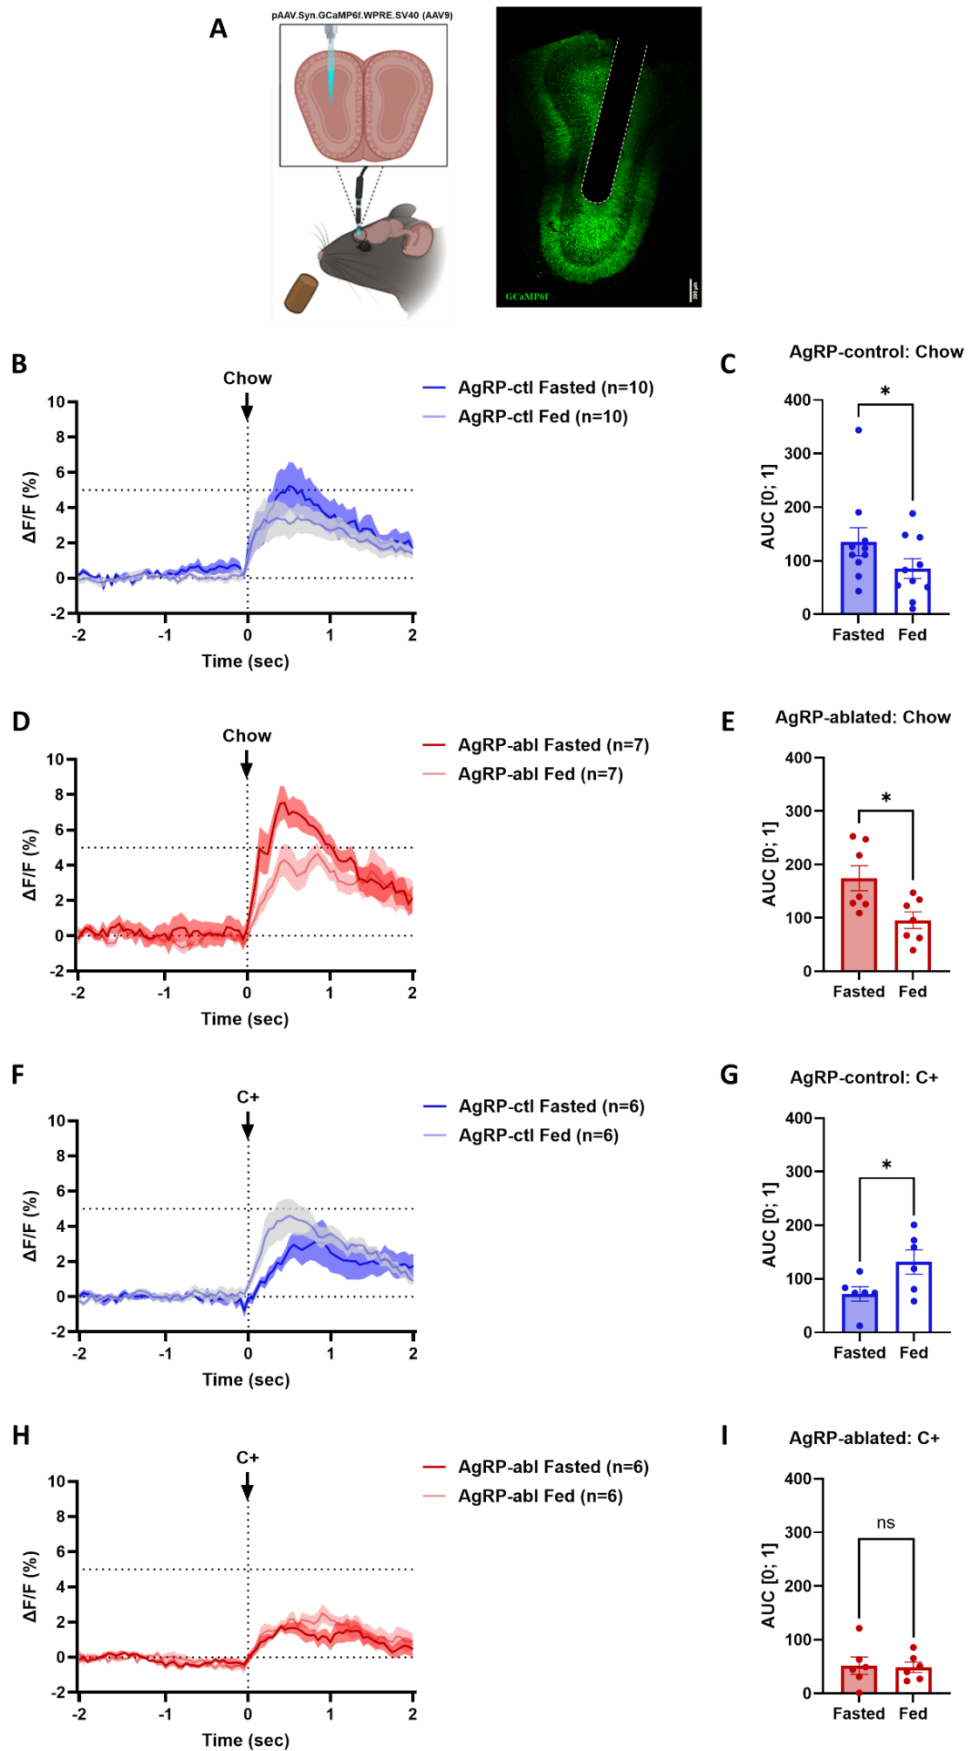 A
pAAV.Syn.GCaMP6f.WPRE.SV40 (AAV9)
GCaMP6f
200 µm
B
Chow
AgRP-ctl Fasted (n=10)
AgRP-ctl Fed (n=10)
10
8
6
4
2
0
-2
ΔF/F (%)
-2 -1 0 1 2
Time (sec)
C
AgRP-control: Chow
*
400
300
200
100
0
AUC [0; 1]
Fasted Fed
D
Chow
AgRP-abl Fasted (n=7)
AgRP-abl Fed (n=7)
10
8
6
4
2
0
-2
ΔF/F (%)
-2 -1 0 1 2
Time (sec)
E
AgRP-ablated: Chow
*
400
300
200
100
0
AUC [0; 1]
Fasted Fed
F
C+
AgRP-ctl Fasted (n=6)
AgRP-ctl Fed (n=6)
10
8
6
4
2
0
-2
ΔF/F (%)
-2 -1 0 1 2
Time (sec)
G
AgRP-control: C+
*
400
300
200
100
0
AUC [0; 1]
Fasted Fed
H
C+
AgRP-abl Fasted (n=6)
AgRP-abl Fed (n=6)
10
8
6
4
2
0
-2
ΔF/F (%)
-2 -1 0 1 2
Time (sec)
I
AgRP-ablated: C+
ns
400
300
200
100
0
AUC [0; 1]
Fasted Fed